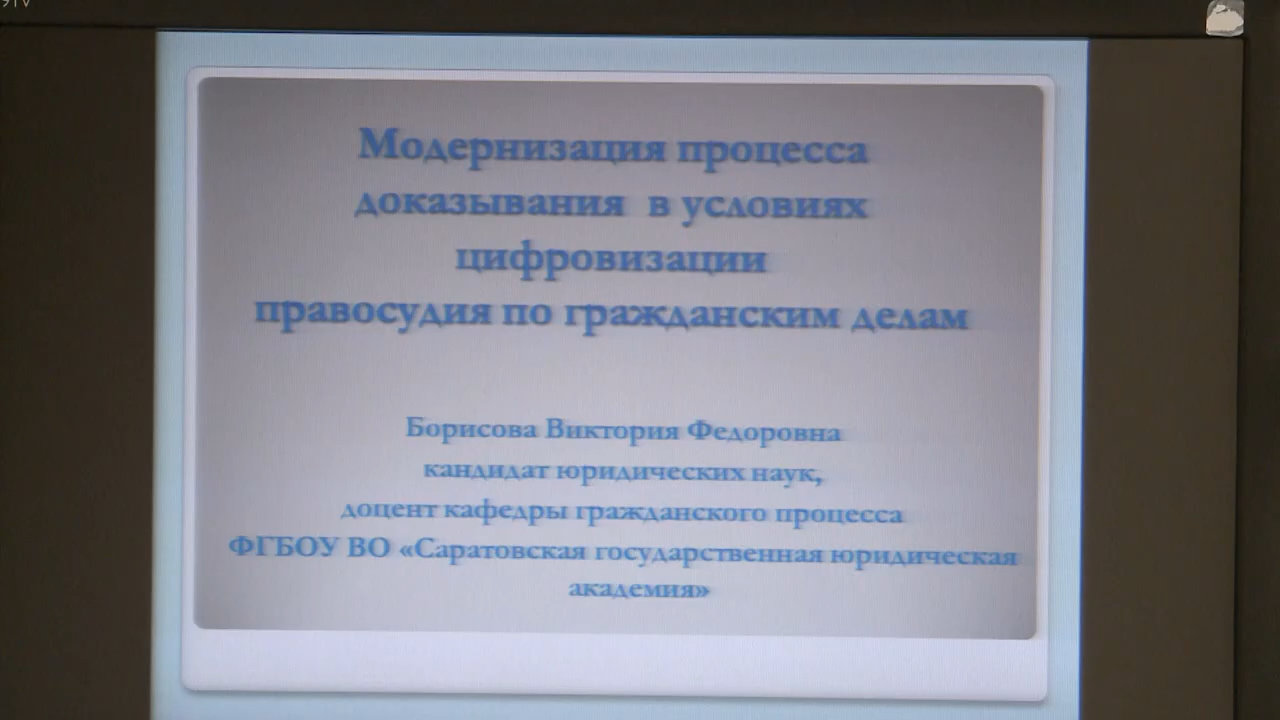 Модернизация процесса
доказывания в условиях
цифровизации
правосудия по гражданским делам
Борисова Виктория Федоровна
кандидат юридических наук,
доцент кафедры гражданского процесса
ФГБОУ ВО «Саратовская государственная юридическая
академия»